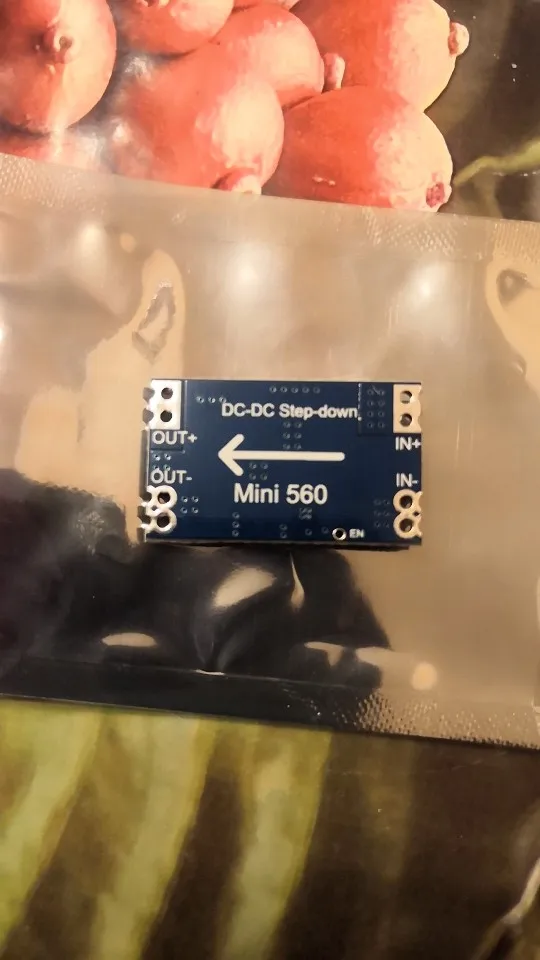 DC-DC Step-down
OUT+
IN+
OUT-
IN-
Mini 560
EN